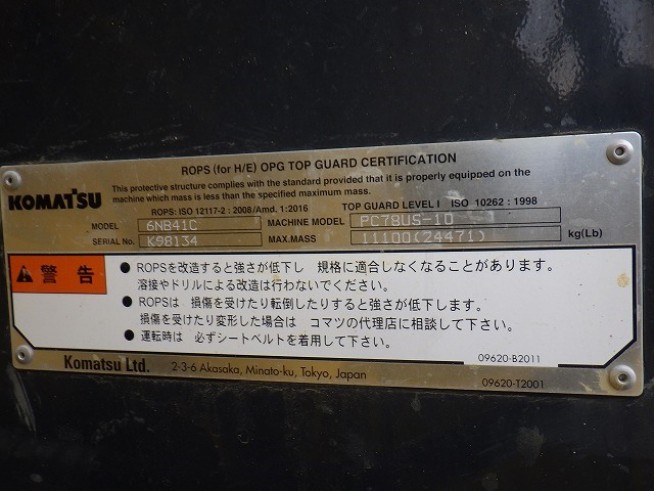 ROPS (for H/E) OPG TOP GUARD CERTIFICATION
KOMATSU
This protective structure complies with the standard provided that it is properly equipped on the
machine which mass is less than the specified maximum mass.
ROPS: ISO 12117-2 : 2008/Amd. 1:2016 TOP GUARD LEVEL I ISO 10262 : 1998
MODEL 6NB41C MACHINE MODEL PC78US-10
SERIAL No. K98134 MAX.MASS 11100(24471) kg(Lb)
警告
● ROPSを改造すると強さが低下し 規格に適合しなくなることがあります。
溶接やドリルによる改造は行わないでください。
● ROPSは 損傷を受けたり転倒したりすると強さが低下します。
損傷を受けたり変形した場合は コマツの代理店に相談して下さい。
● 運転時は 必ずシートベルトを着用して下さい。
09620-B2011
Komatsu Ltd. 2-3-6 Akasaka, Minato-ku, Tokyo, Japan
09620-T2001